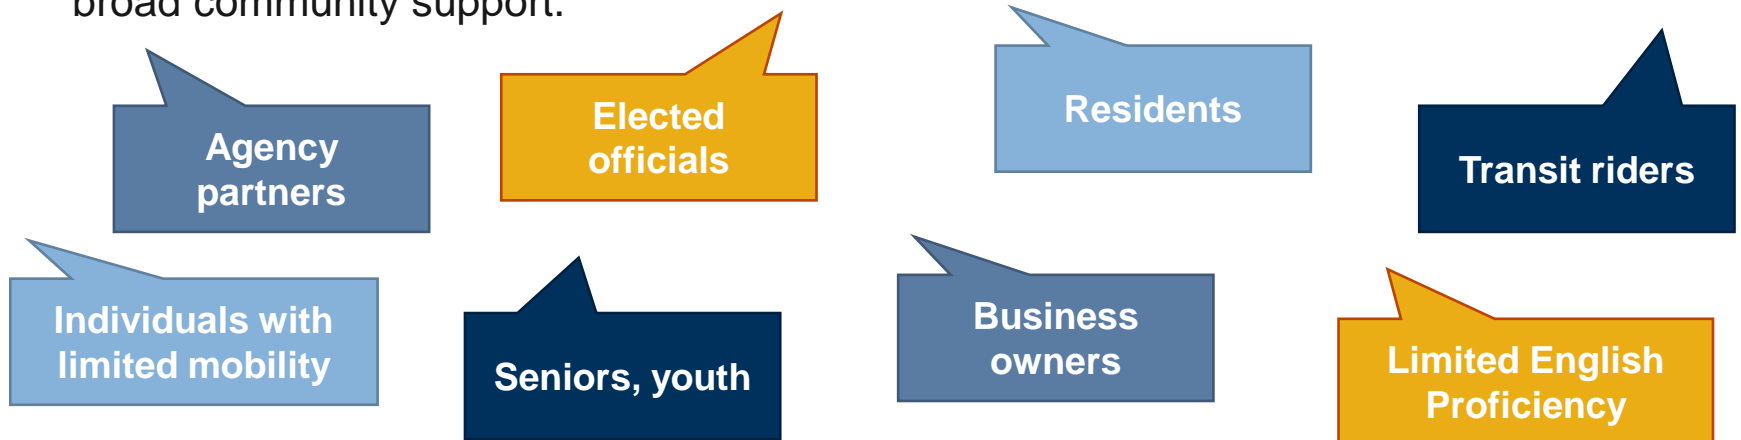 broad community support.
Agency
partners
Elected
officials
Residents
Transit riders
Individuals with
limited mobility
Seniors, youth
Business
owners
Limited English
Proficiency